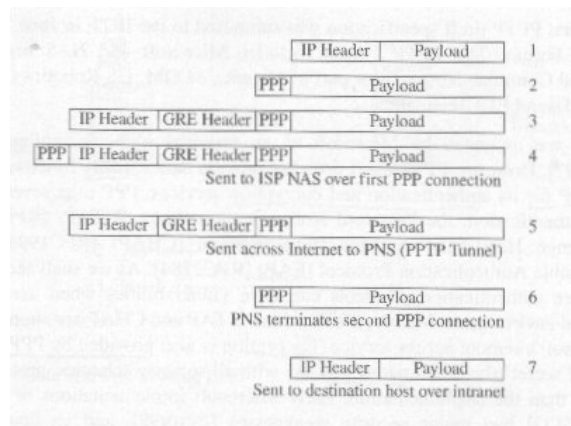 IP Header Payload 1
PPP Payload 2
IP Header GRE Header PPP Payload 3
PPP IP Header GRE Header PPP Payload 4
Sent to ISP NAS over first PPP connection
IP Header GRE Header PPP Payload 5
Sent across Internet to PNS (PPTP Tunnel)
PPP Payload 6
PNS terminates second PPP connection
IP Header Payload 7
Sent to destination host over intranet